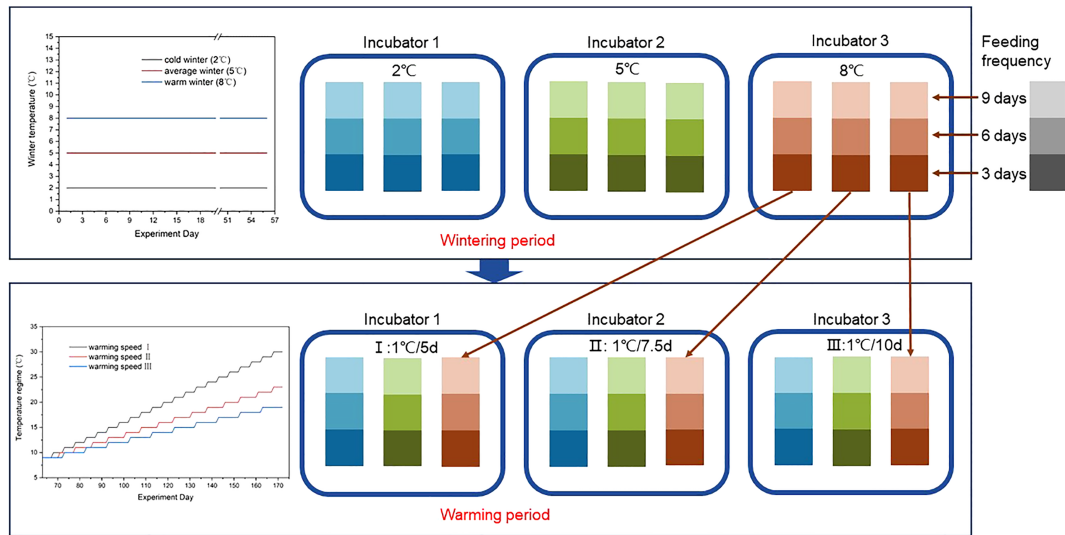 Winter temperature (℃)
15
14
13
12
11
10
9
8
7
6
5
4
3
2
1
0
cold winter (2℃)
average winter (5℃)
warm winter (8℃)
3 6 9 12 15 18 51 54 57
Experiment Day
Incubator 1
2℃
Incubator 2
5℃
Incubator 3
8℃
Feeding
frequency
9 days
6 days
3 days
Wintering period
Temperature regime (℃)
35
30
25
20
15
10
5
warming speed Ⅰ
warming speed Ⅱ
warming speed Ⅲ
70 80 90 100 110 120 130 140 150 160 170
Experiment Day
Incubator 1
Ⅰ:1℃/5d
Incubator 2
Ⅱ: 1℃/7.5d
Incubator 3
Ⅲ:1℃/10d
Warming period